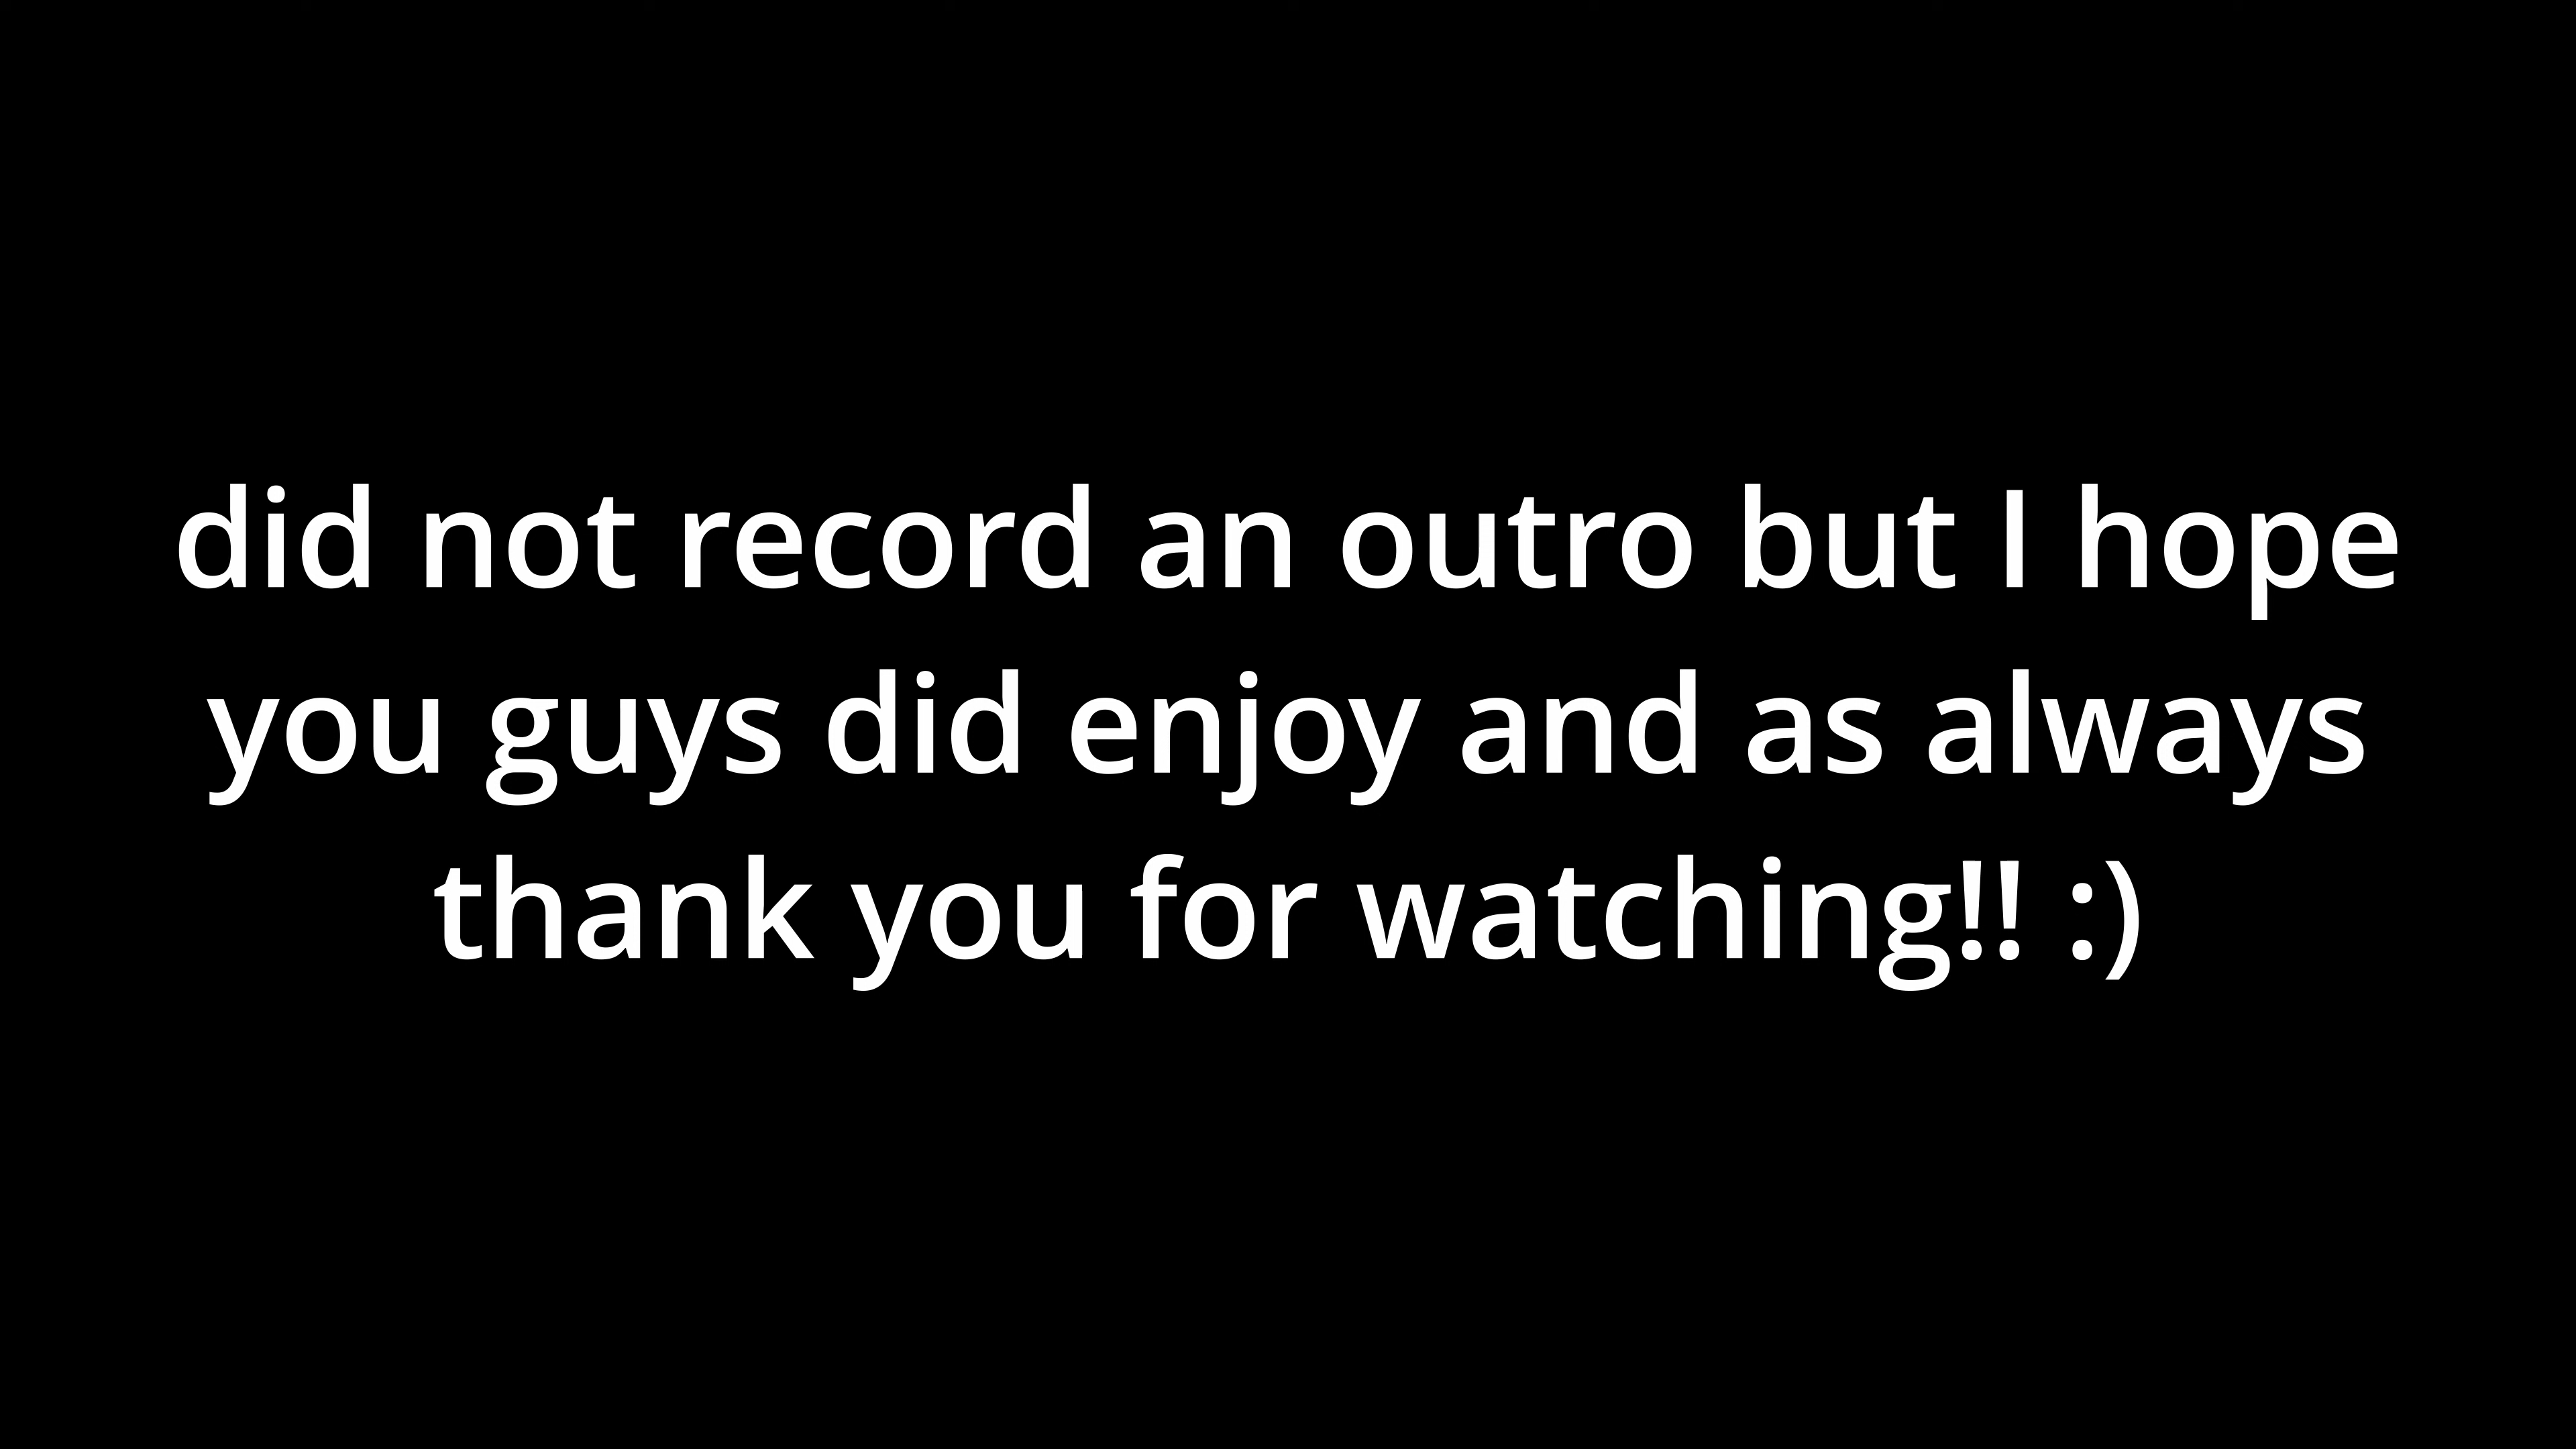 did not record an outro but I hope
you guys did enjoy and as always
thank you for watching!! :)